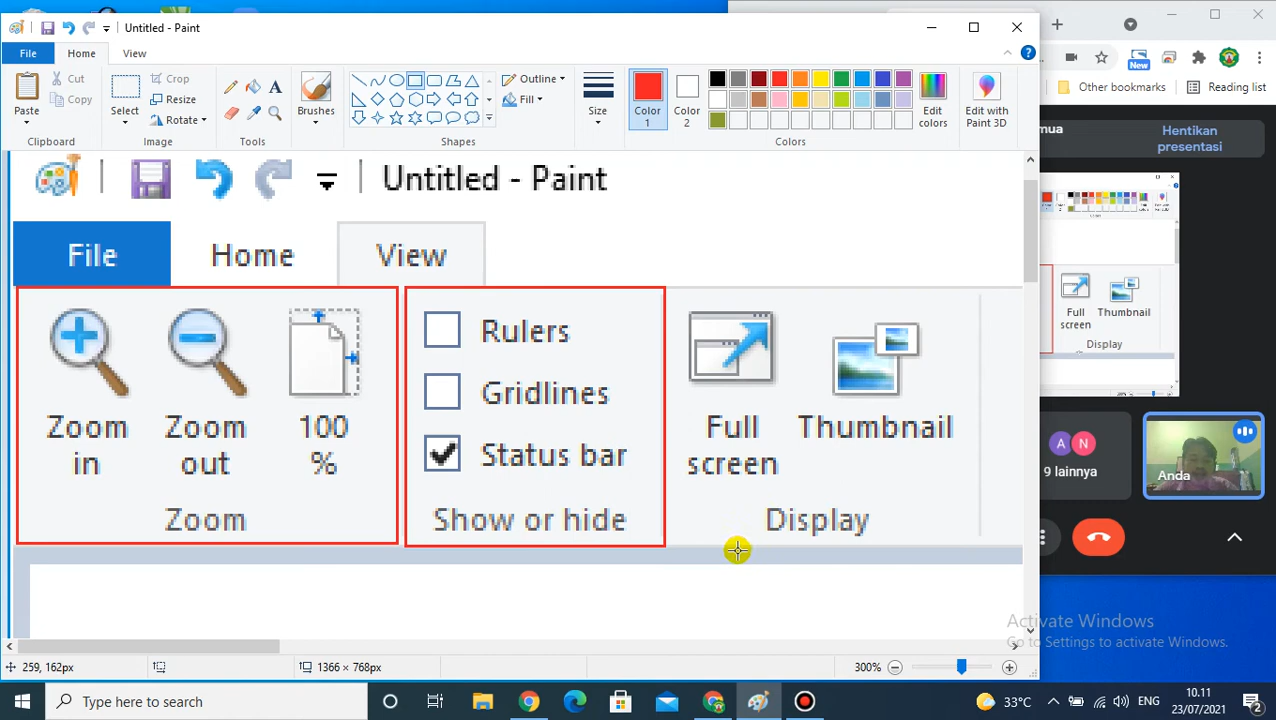 Untitled - Paint
File Home View
Paste
Cut
Copy
Clipboard
Select
Crop
Resize
Rotate
Image
Tools
Brushes
Shapes
Outline
Fill
Size
Color 1
Color 2
Edit colors
Edit with Paint 3D
Colors
Untitled - Paint
File Home View
Zoom in
Zoom out
100 %
Zoom
Rulers
Gridlines
Status bar
Show or hide
Full screen
Thumbnail
Display
259, 162px
1366 × 768px
300%
New
Other bookmarks
Reading list
mua
Hentikan presentasi
Full screen
Thumbnail
Display
A N
9 lainnya
Anda
Activate Windows
Go to Settings to activate Windows.
Type here to search
33°C
ENG
10.11
23/07/2021
2